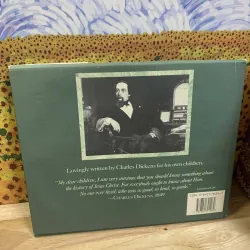 Lovingly written by Charles Dickens for his own children.
"My dear children, I am very anxious that you should know something about
the history of Jesus Christ. For everybody ought to know about Him.
No one ever lived who was so good, so kind, so gentle."
—CHARLES DICKENS, 1849